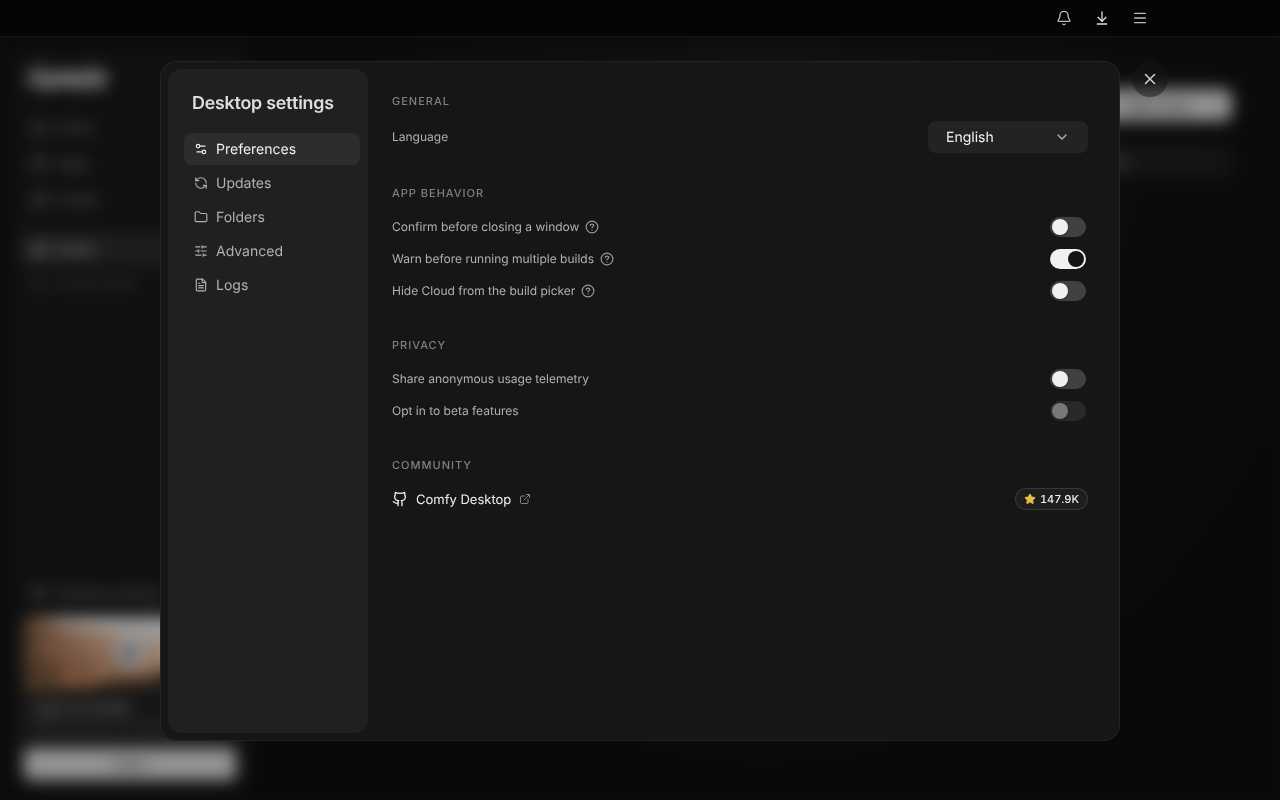 Desktop settings
Preferences
Updates
Folders
Advanced
Logs
GENERAL
Language
English
APP BEHAVIOR
Confirm before closing a window
Warn before running multiple builds
Hide Cloud from the build picker
PRIVACY
Share anonymous usage telemetry
Opt in to beta features
COMMUNITY
Comfy Desktop
147.9K